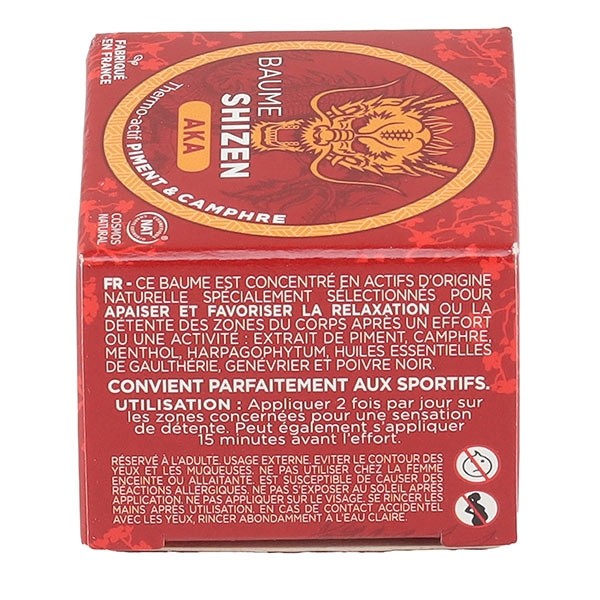 FABRIQUÉ
EN FRANCE
BAUME
SHIZEN
AKA
Thermo-actif PIMENT & CAMPHRE
NAT
COSMOS
NATURAL
FR - CE BAUME EST CONCENTRÉ EN ACTIFS D'ORIGINE
NATURELLE SPÉCIALEMENT SÉLECTIONNÉS POUR
APAISER ET FAVORISER LA RELAXATION OU LA
DÉTENTE DES ZONES DU CORPS APRÈS UN EFFORT
OU UNE ACTIVITÉ : EXTRAIT DE PIMENT, CAMPHRE,
MENTHOL, HARPAGOPHYTUM, HUILES ESSENTIELLES
DE GAULTHÉRIE, GENÉVRIER ET POIVRE NOIR.
CONVIENT PARFAITEMENT AUX SPORTIFS.
UTILISATION : Appliquer 2 fois par jour sur
les zones concernées pour une sensation
de détente. Peut également s'appliquer
15 minutes avant l'effort.
RÉSERVÉ À L'ADULTE. USAGE EXTERNE. EVITER LE CONTOUR DES
YEUX ET LES MUQUEUSES. NE PAS UTILISER CHEZ LA FEMME
ENCEINTE OU ALLAITANTE. EST SUSCEPTIBLE DE CAUSER DES
RÉACTIONS ALLERGIQUES. NE PAS S'EXPOSER AU SOLEIL APRÈS
APPLICATION. NE PAS APPLIQUER SUR LE VISAGE. SE RINCER LES
MAINS APRÈS UTILISATION. EN CAS DE CONTACT ACCIDENTEL
AVEC LES YEUX, RINCER ABONDAMMENT À L'EAU CLAIRE.